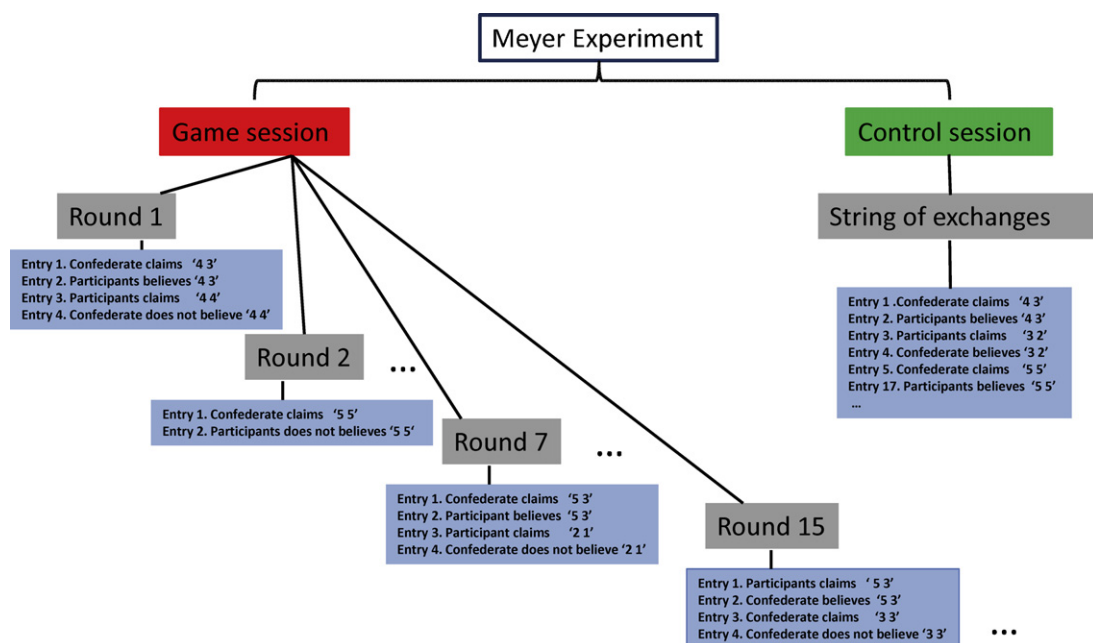 Meyer Experiment
Game session
Control session
Round 1
Entry 1. Confederate claims ‘4 3’
Entry 2. Participants believes ‘4 3’
Entry 3. Participants claims ‘4 4’
Entry 4. Confederate does not believe ‘4 4’
Round 2
...
Entry 1. Confederate claims ‘5 5’
Entry 2. Participants does not believes ‘5 5‘
Round 7
...
Entry 1. Confederate claims ‘5 3’
Entry 2. Participant believes ‘5 3’
Entry 3. Participant claims ‘2 1’
Entry 4. Confederate does not believe ‘2 1’
Round 15
Entry 1. Participants claims ‘ 5 3’
Entry 2. Confederate believes ‘5 3’
Entry 3. Confederate claims ‘3 3’
Entry 4. Confederate does not believe ‘3 3’
...
String of exchanges
Entry 1 .Confederate claims ‘4 3’
Entry 2. Participants believes ‘4 3’
Entry 3. Participants claims ‘3 2’
Entry 4. Confederate believes ‘3 2’
Entry 5. Confederate claims ‘5 5’
Entry 17. Participants believes ‘5 5’
...